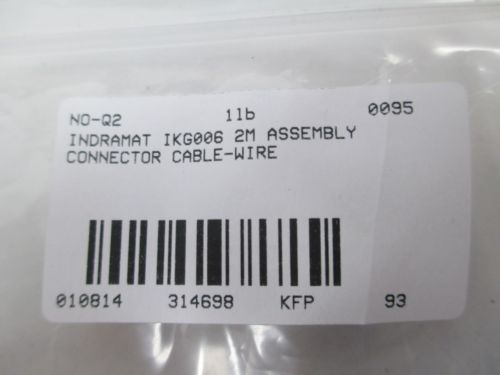 NO-Q2 1lb 0095
INDRAMAT IKG006 2M ASSEMBLY
CONNECTOR CABLE-WIRE
010814 314698 KFP 93